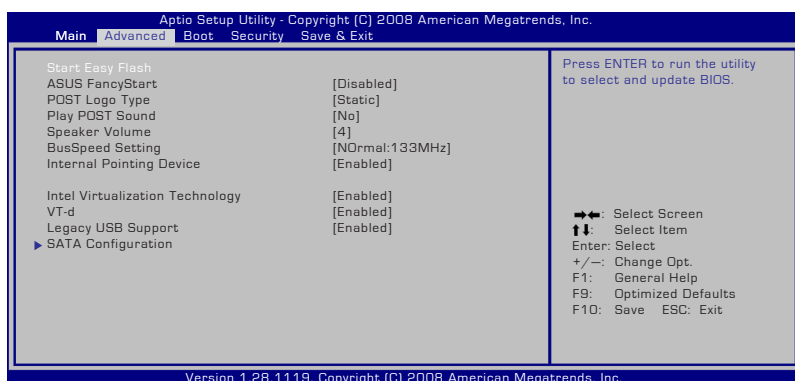 Aptio Setup Utility - Copyright (C) 2008 American Megatrends, Inc.
Main Advanced Boot Security Save & Exit
Start Easy Flash
ASUS FancyStart [Disabled]
POST Logo Type [Static]
Play POST Sound [No]
Speaker Volume [4]
BusSpeed Setting [NOrmal:133MHz]
Internal Pointing Device [Enabled]
Intel Virtualization Technology [Enabled]
VT-d [Enabled]
Legacy USB Support [Enabled]
SATA Configuration
Press ENTER to run the utility
to select and update BIOS.
→←: Select Screen
↑↓: Select Item
Enter: Select
+/—: Change Opt.
F1: General Help
F9: Optimized Defaults
F10: Save ESC: Exit
Version 1.28.1119. Copyright (C) 2008 American Megatrends, Inc.